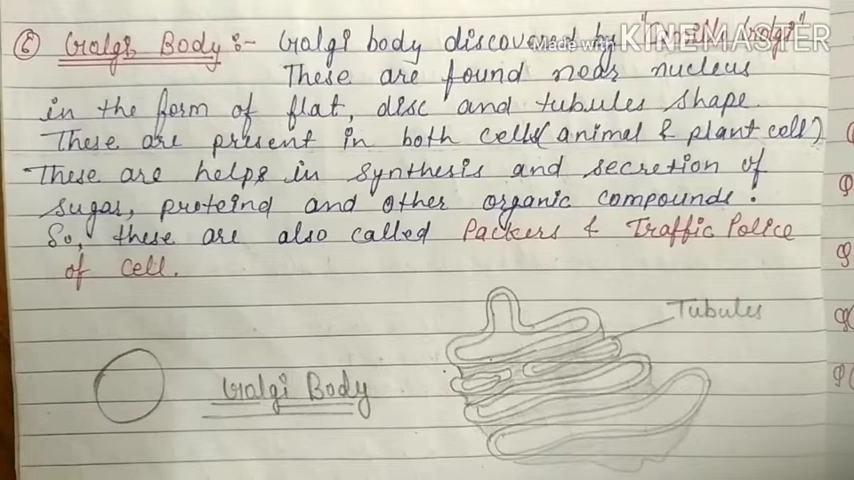 6 Golgi Body :- Golgi body discovered by "
Made with KINEMASTER
These are found near nucleus
in the form of flat, disc and tubules shape.
These are present in both cells (animal & plant cell)
These are helps in synthesis and secretion of
sugar, proteind and other organic compounds.
So, these are also called Packers & Traffic Police
of cell.
Tubules
Golgi Body